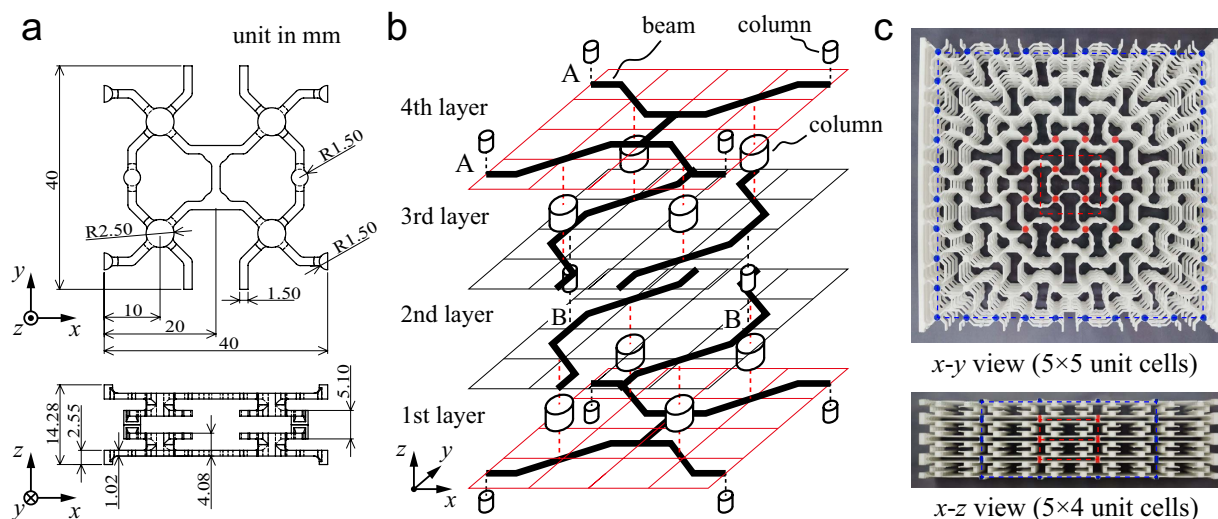 a
unit in mm
40
R1.50
R2.50
R1.50
y
z
x
10
1.50
20
40
14.28
2.55
5.10
z
y
x
1.02
4.08
b
beam
column
A
4th layer
column
A
3rd layer
2nd layer
B
B
1st layer
z
y
x
c
x-y view (5×5 unit cells)
x-z view (5×4 unit cells)